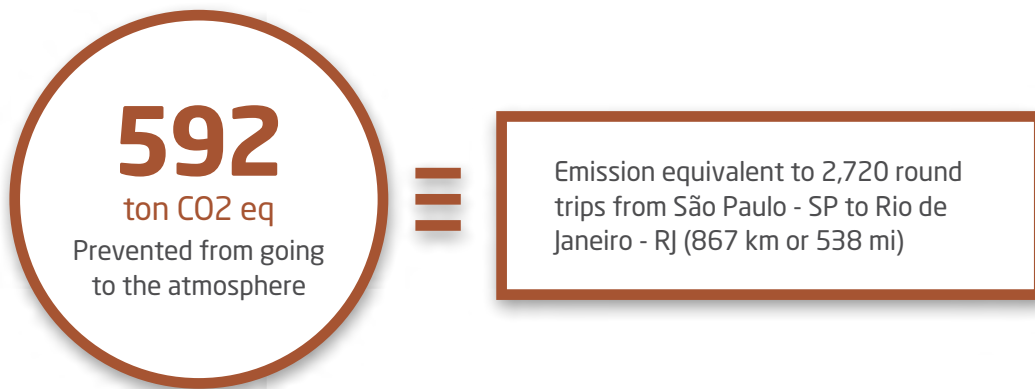 592
ton CO2 eq
Prevented from going
to the atmosphere
Emission equivalent to 2,720 round
trips from São Paulo - SP to Rio de
Janeiro - RJ (867 km or 538 mi)